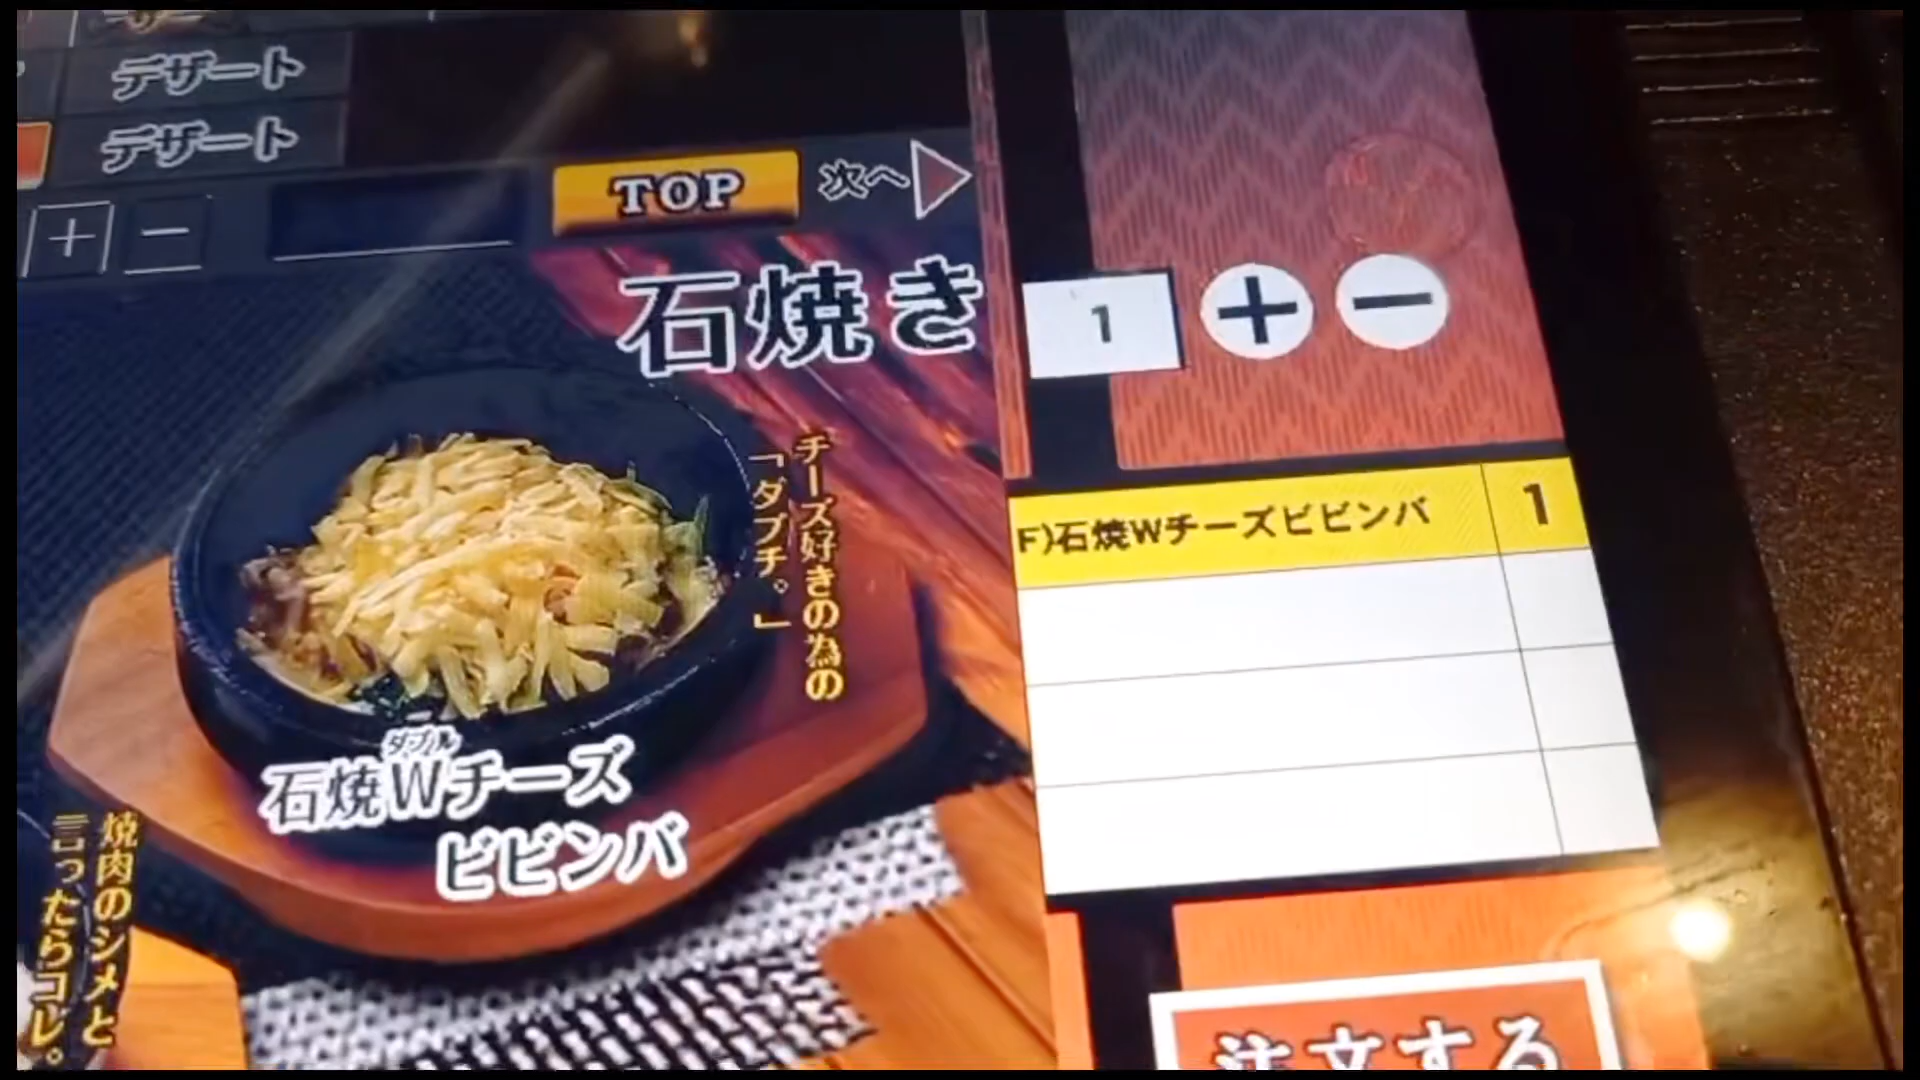 デザート
デザート
+ −
TOP
次へ
石焼き
チーズ好きの為の
「ダブチ。」
ダブル
石焼Wチーズ
ビビンバ
焼肉のシメと
言ったらコレ。
1 + −
F)石焼Wチーズビビンバ 1
注文する